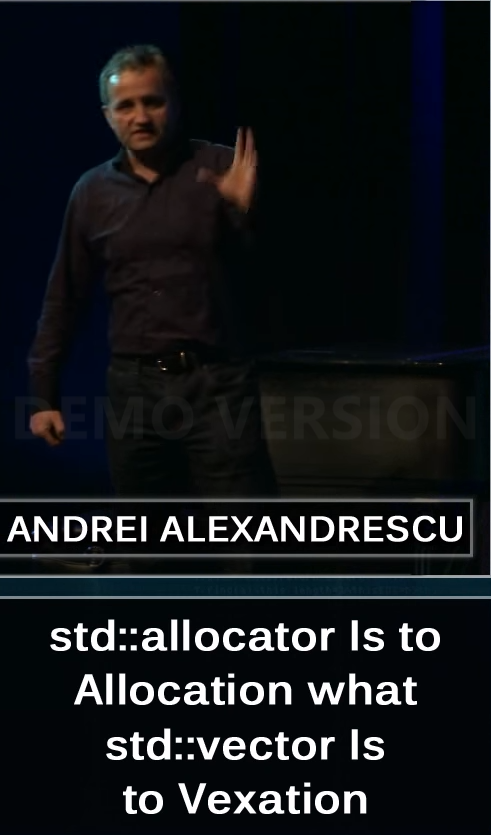 DEMO VERSION
ANDREI ALEXANDRESCU
std::allocator Is to
Allocation what
std::vector Is
to Vexation